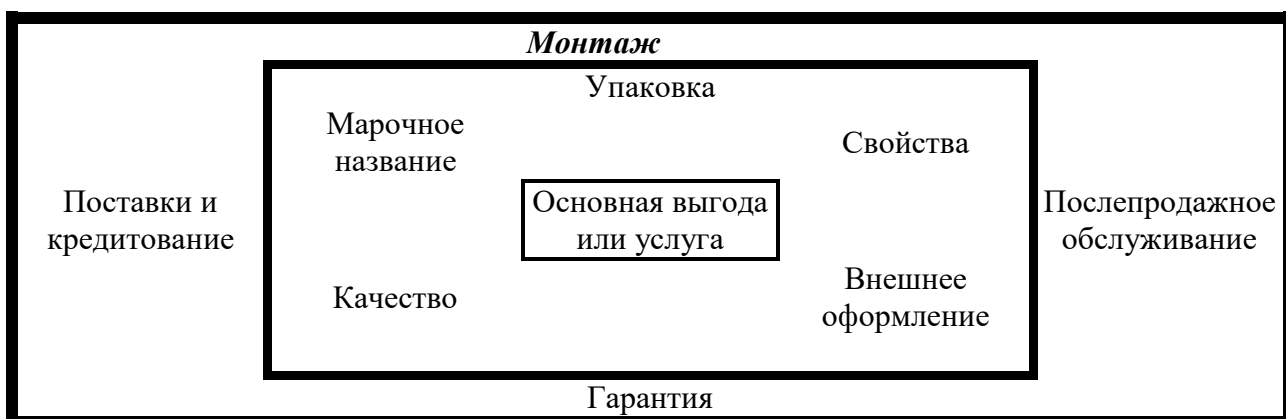 Монтаж
Упаковка
Марочное
название
Свойства
Поставки и
кредитование
Основная выгода
или услуга
Послепродажное
обслуживание
Качество
Внешнее
оформление
Гарантия